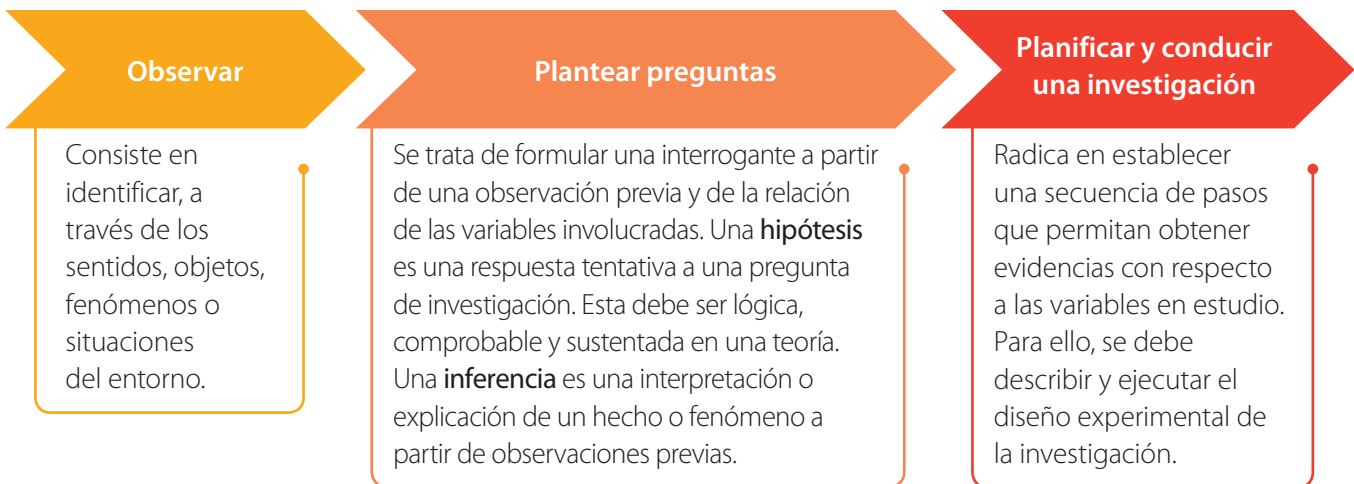 Observar
Consiste en
identificar, a
través de los
sentidos, objetos,
fenómenos o
situaciones
del entorno.
Plantear preguntas
Se trata de formular una interrogante a partir
de una observación previa y de la relación
de las variables involucradas. Una hipótesis
es una respuesta tentativa a una pregunta
de investigación. Esta debe ser lógica,
comprobable y sustentada en una teoría.
Una inferencia es una interpretación o
explicación de un hecho o fenómeno a
partir de observaciones previas.
Planificar y conducir
una investigación
Radica en establecer
una secuencia de pasos
que permitan obtener
evidencias con respecto
a las variables en estudio.
Para ello, se debe
describir y ejecutar el
diseño experimental de
la investigación.